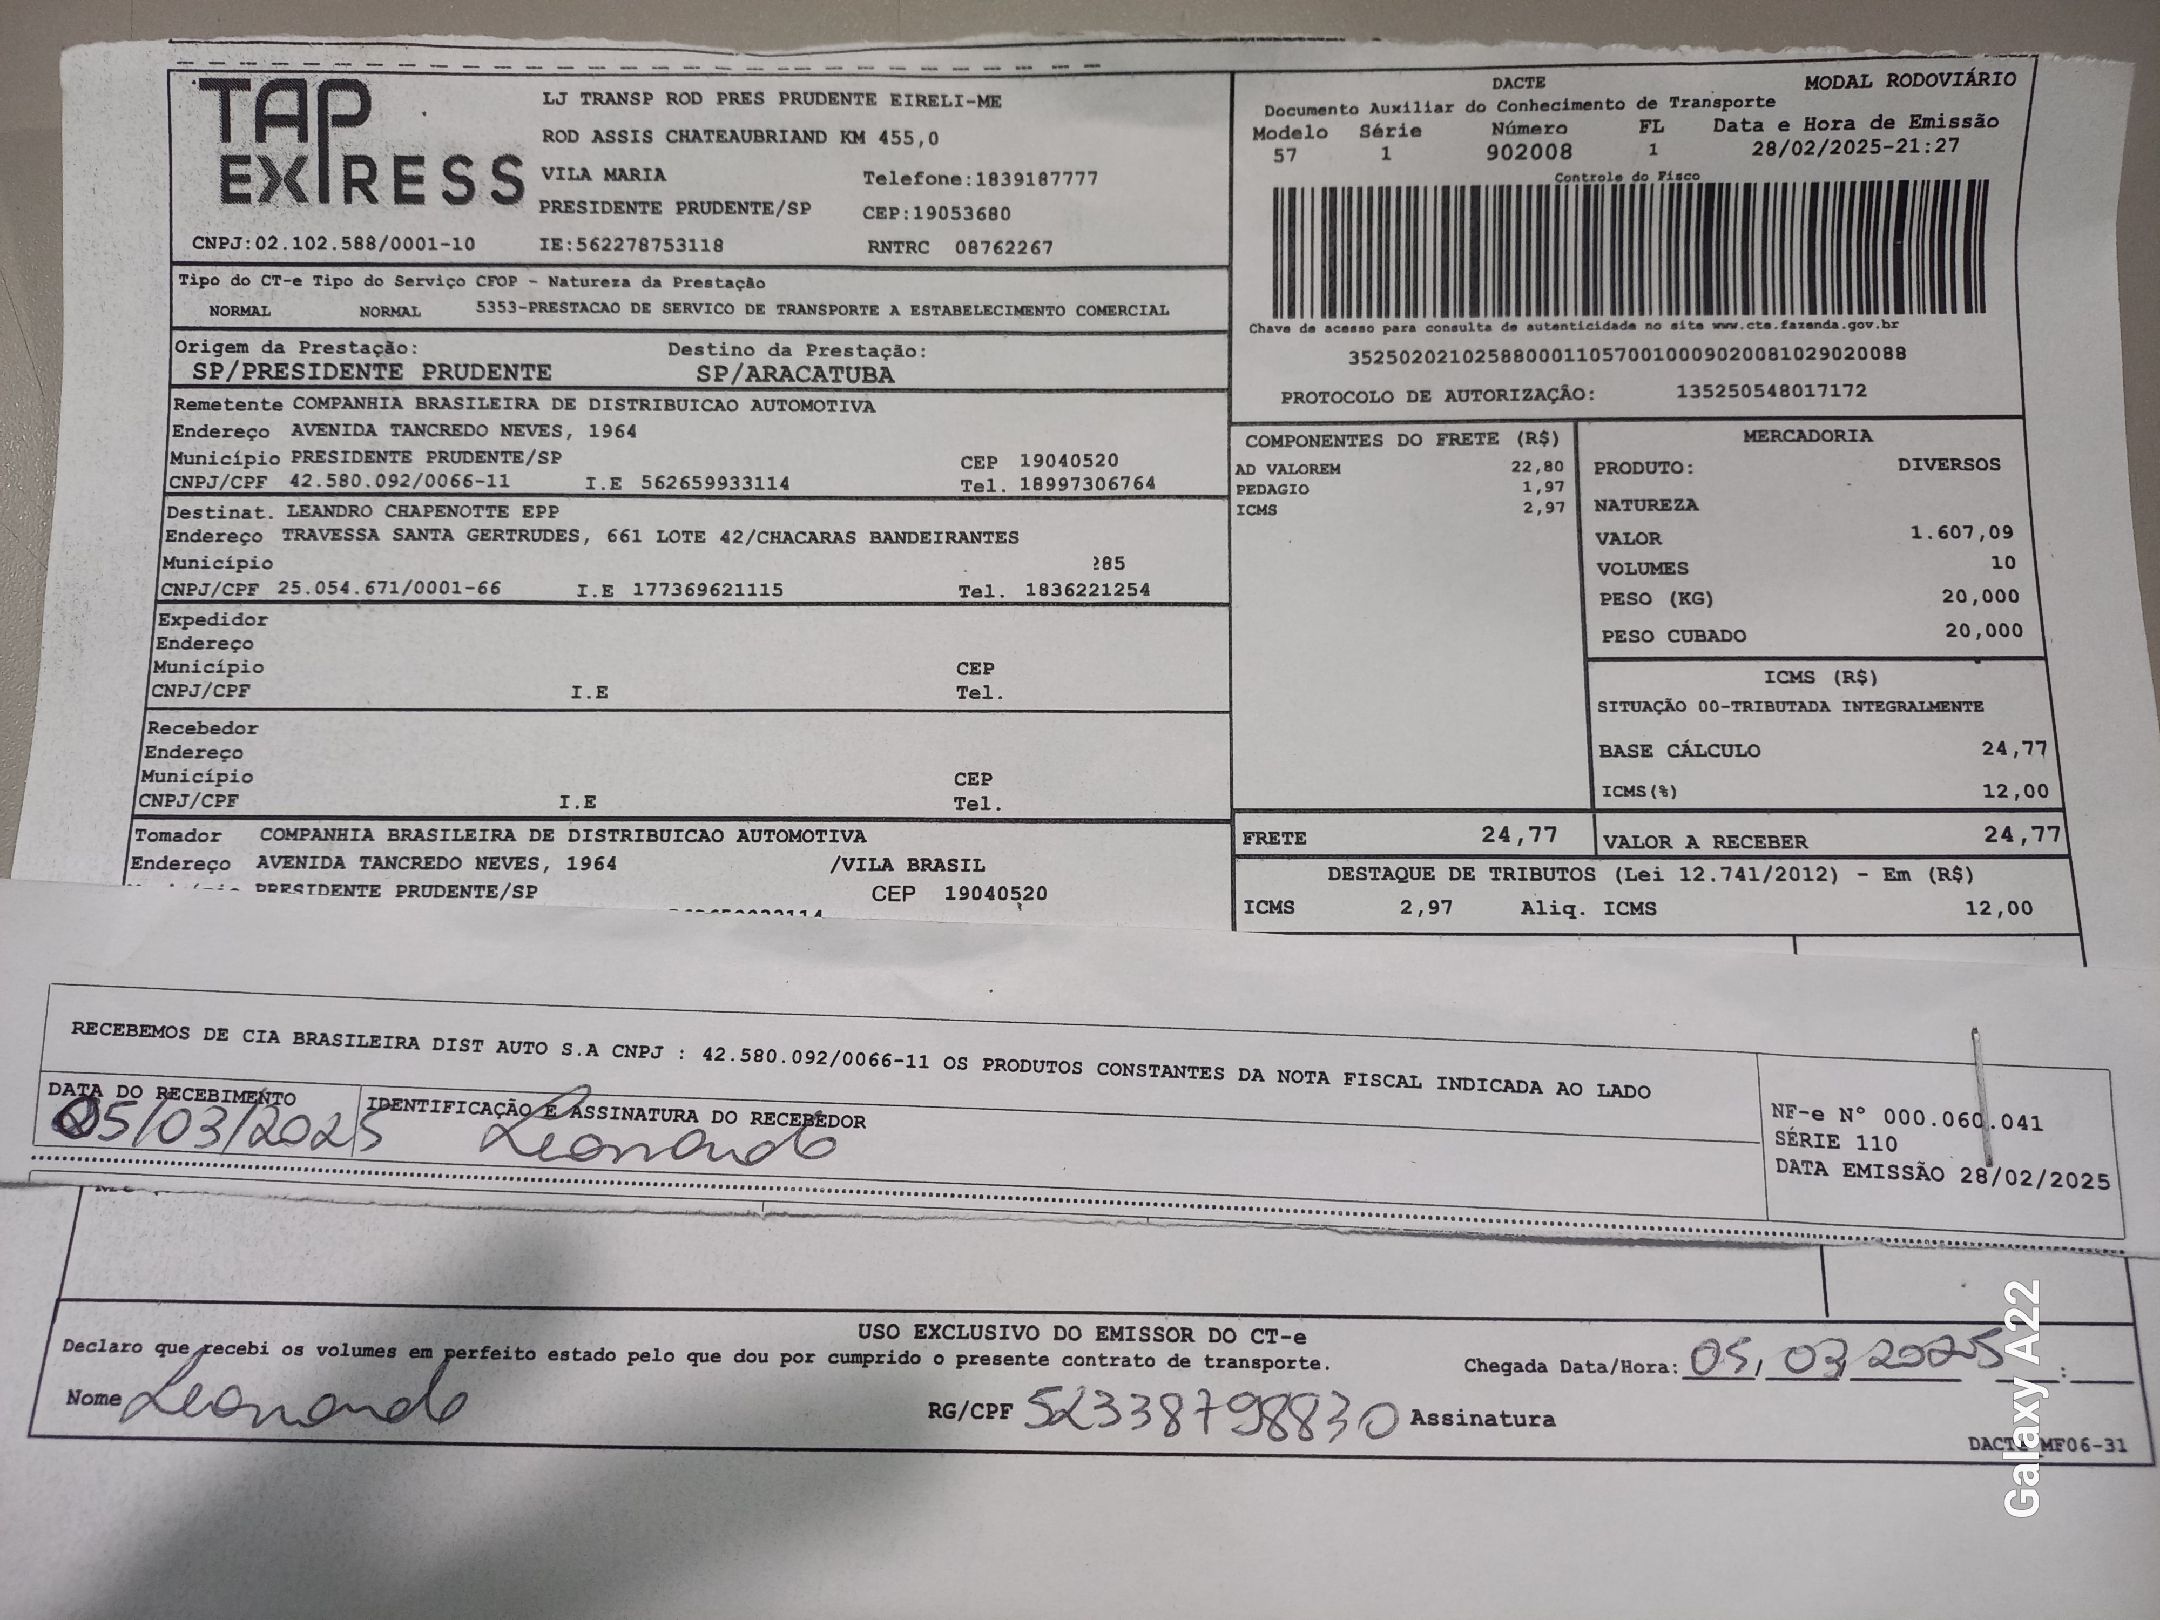 TAP
EXPRESS
LJ TRANSP ROD PRES PRUDENTE EIRELI-ME
ROD ASSIS CHATEAUBRIAND KM 455,0
VILA MARIA Telefone:1839187777
PRESIDENTE PRUDENTE/SP CEP:19053680
CNPJ:02.102.588/0001-10 IE:562278753118 RNTRC 08762267
DACTE MODAL RODOVIÁRIO
Documento Auxiliar do Conhecimento de Transporte
Modelo Série Número FL Data e Hora de Emissão
57 1 902008 1 28/02/2025-21:27
Controle do Fisco
Chave de acesso para consulta de autenticidade no site www.cte.fazenda.gov.br
35250202102588000110570010009020081029020088
PROTOCOLO DE AUTORIZAÇÂO: 135250548017172
Tipo do CT-e Tipo do Serviço CFOP - Natureza da Prestação
NORMAL NORMAL 5353-PRESTACAO DE SERVICO DE TRANSPORTE A ESTABELECIMENTO COMERCIAL
Origem da Prestação: Destino da Prestação:
SP/PRESIDENTE PRUDENTE SP/ARACATUBA
Remetente COMPANHIA BRASILEIRA DE DISTRIBUICAO AUTOMOTIVA
Endereço AVENIDA TANCREDO NEVES, 1964
Município PRESIDENTE PRUDENTE/SP CEP 19040520
CNPJ/CPF 42.580.092/0066-11 I.E 562659933114 Tel. 18997306764
Destinat. LEANDRO CHAPENOTTE EPP
Endereço TRAVESSA SANTA GERTRUDES, 661 LOTE 42/CHACARAS BANDEIRANTES
Município 285
CNPJ/CPF 25.054.671/0001-66 I.E 177369621115 Tel. 1836221254
Expedidor
Endereço
Município CEP
CNPJ/CPF I.E Tel.
Recebedor
Endereço
Município CEP
CNPJ/CPF I.E Tel.
Tomador COMPANHIA BRASILEIRA DE DISTRIBUICAO AUTOMOTIVA
Endereço AVENIDA TANCREDO NEVES, 1964 /VILA BRASIL
PRESIDENTE PRUDENTE/SP CEP 19040520
COMPONENTES DO FRETE (R$)
AD VALOREM 22,80
PEDAGIO 1,97
ICMS 2,97
MERCADORIA
PRODUTO: DIVERSOS
NATUREZA
VALOR 1.607,09
VOLUMES 10
PESO (KG) 20,000
PESO CUBADO 20,000
ICMS (R$)
SITUAÇÃO 00-TRIBUTADA INTEGRALMENTE
BASE CÁLCULO 24,77
ICMS(%) 12,00
FRETE 24,77 VALOR A RECEBER 24,77
DESTAQUE DE TRIBUTOS (Lei 12.741/2012) - Em (R$)
ICMS 2,97 Aliq. ICMS 12,00
RECEBEMOS DE CIA BRASILEIRA DIST AUTO S.A CNPJ : 42.580.092/0066-11 OS PRODUTOS CONSTANTES DA NOTA FISCAL INDICADA AO LADO
DATA DO RECEBIMENTO IDENTIFICAÇÃO E ASSINATURA DO RECEBEDOR
05/03/2025 Leonardo
NF-e N° 000.060.041
SÉRIE 110
DATA EMISSÃO 28/02/2025
USO EXCLUSIVO DO EMISSOR DO CT-e
Declaro que recebi os volumes em perfeito estado pelo que dou por cumprido o presente contrato de transporte. Chegada Data/Hora: 05, 03, 2025 :
Nome Leonardo RG/CPF 52338798830 Assinatura
DACTE MF06-31
Galaxy A22